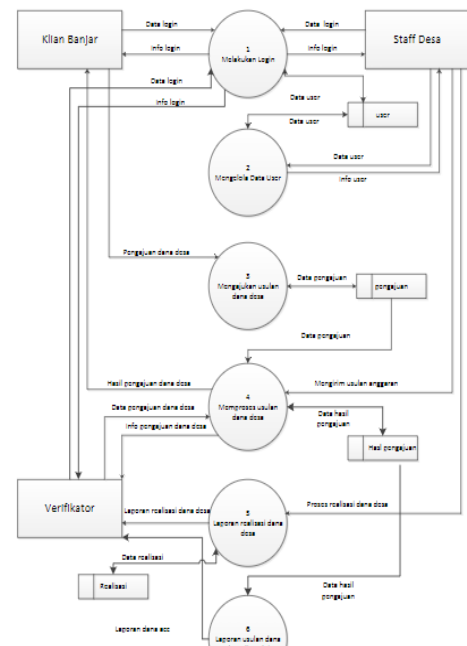 Klian Banjar
Data login
Info login
1
Melakukan Login
Data login
Info login
Staff Desa
Data login
Info login
Data user
Data user
user
2
Mengelola Data User
Data user
Info user
Pengajuan dana desa
3
Mengajukan usulan
dana desa
Data pengajuan
pengajuan
Data pengajuan
Hasil pengajuan dana desa
4
Memproses usulan
dana desa
Mengirim usulan anggaran
Data pengajuan dana desa
Info pengajuan dana desa
Data hasil
pengajuan
Hasl pengajuan
Verifikator
Laporan realisasi dana desa
5
Laporan realisasi dana
desa
Proses realisasi dana desa
Data realisasi
Realisasi
Data hasil
pengajuan
Laporan dana acc
6
Laporan usulan dana